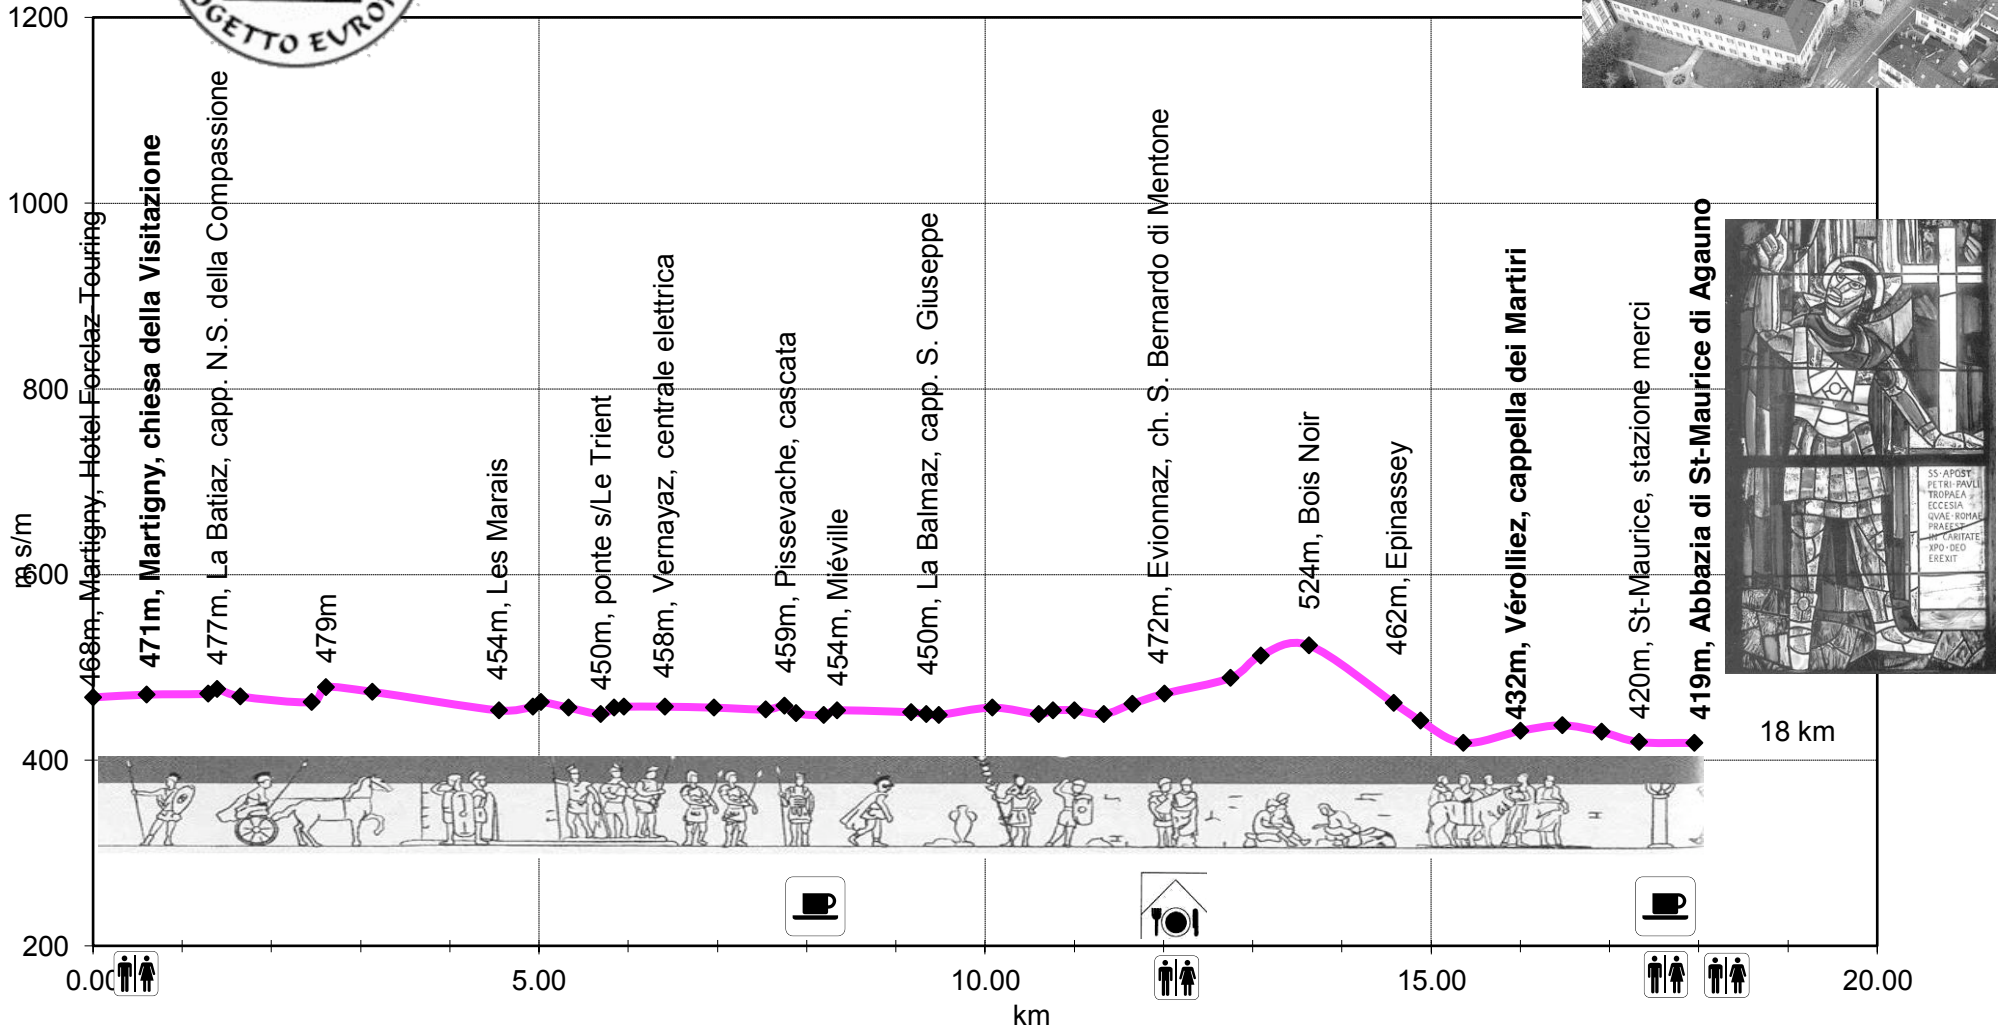 OGETTO EURO
1200
1000
800
600
400
200
m s/m
468m, Martigny, Hotel Forclaz-Touring
471m, Martigny, chiesa della Visitazione
477m, La Batiaz, capp. N.S. della Compassione
479m
454m, Les Marais
450m, ponte s/Le Trient
458m, Vernayaz, centrale elettrica
459m, Pissevache, cascata
454m, Miéville
450m, La Balmaz, capp. S. Giuseppe
472m, Evionnaz, ch. S. Bernardo di Mentone
524m, Bois Noir
462m, Epinassey
432m, Vérolliez, cappella dei Martiri
420m, St-Maurice, stazione merci
419m, Abbazia di St-Maurice di Agauno
SS·APOST
PETRI·PAVLI
TROPAEA
ECCESIA
QVAE·ROMAE
PRAEEST
IN CARITATE
XPO·DEO
EREXIT
18 km
0.00
5.00
10.00
15.00
20.00
km